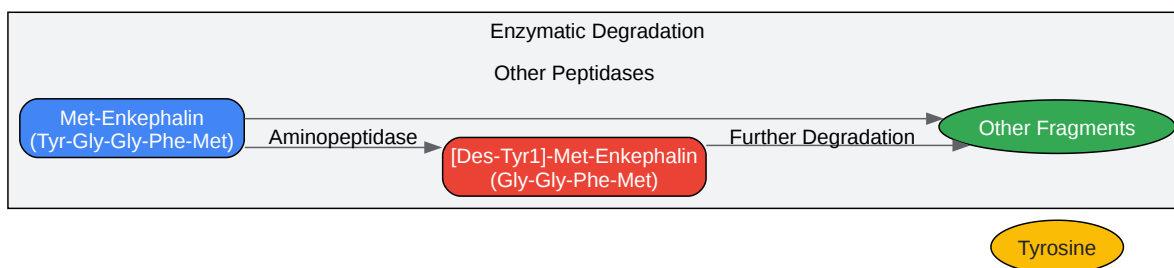 Enzymatic Degradation
Other Peptidases
Met-Enkephalin
(Tyr-Gly-Gly-Phe-Met)
Aminopeptidase
[Des-Tyr1]-Met-Enkephalin
(Gly-Gly-Phe-Met)
Further Degradation
Other Fragments
Tyrosine